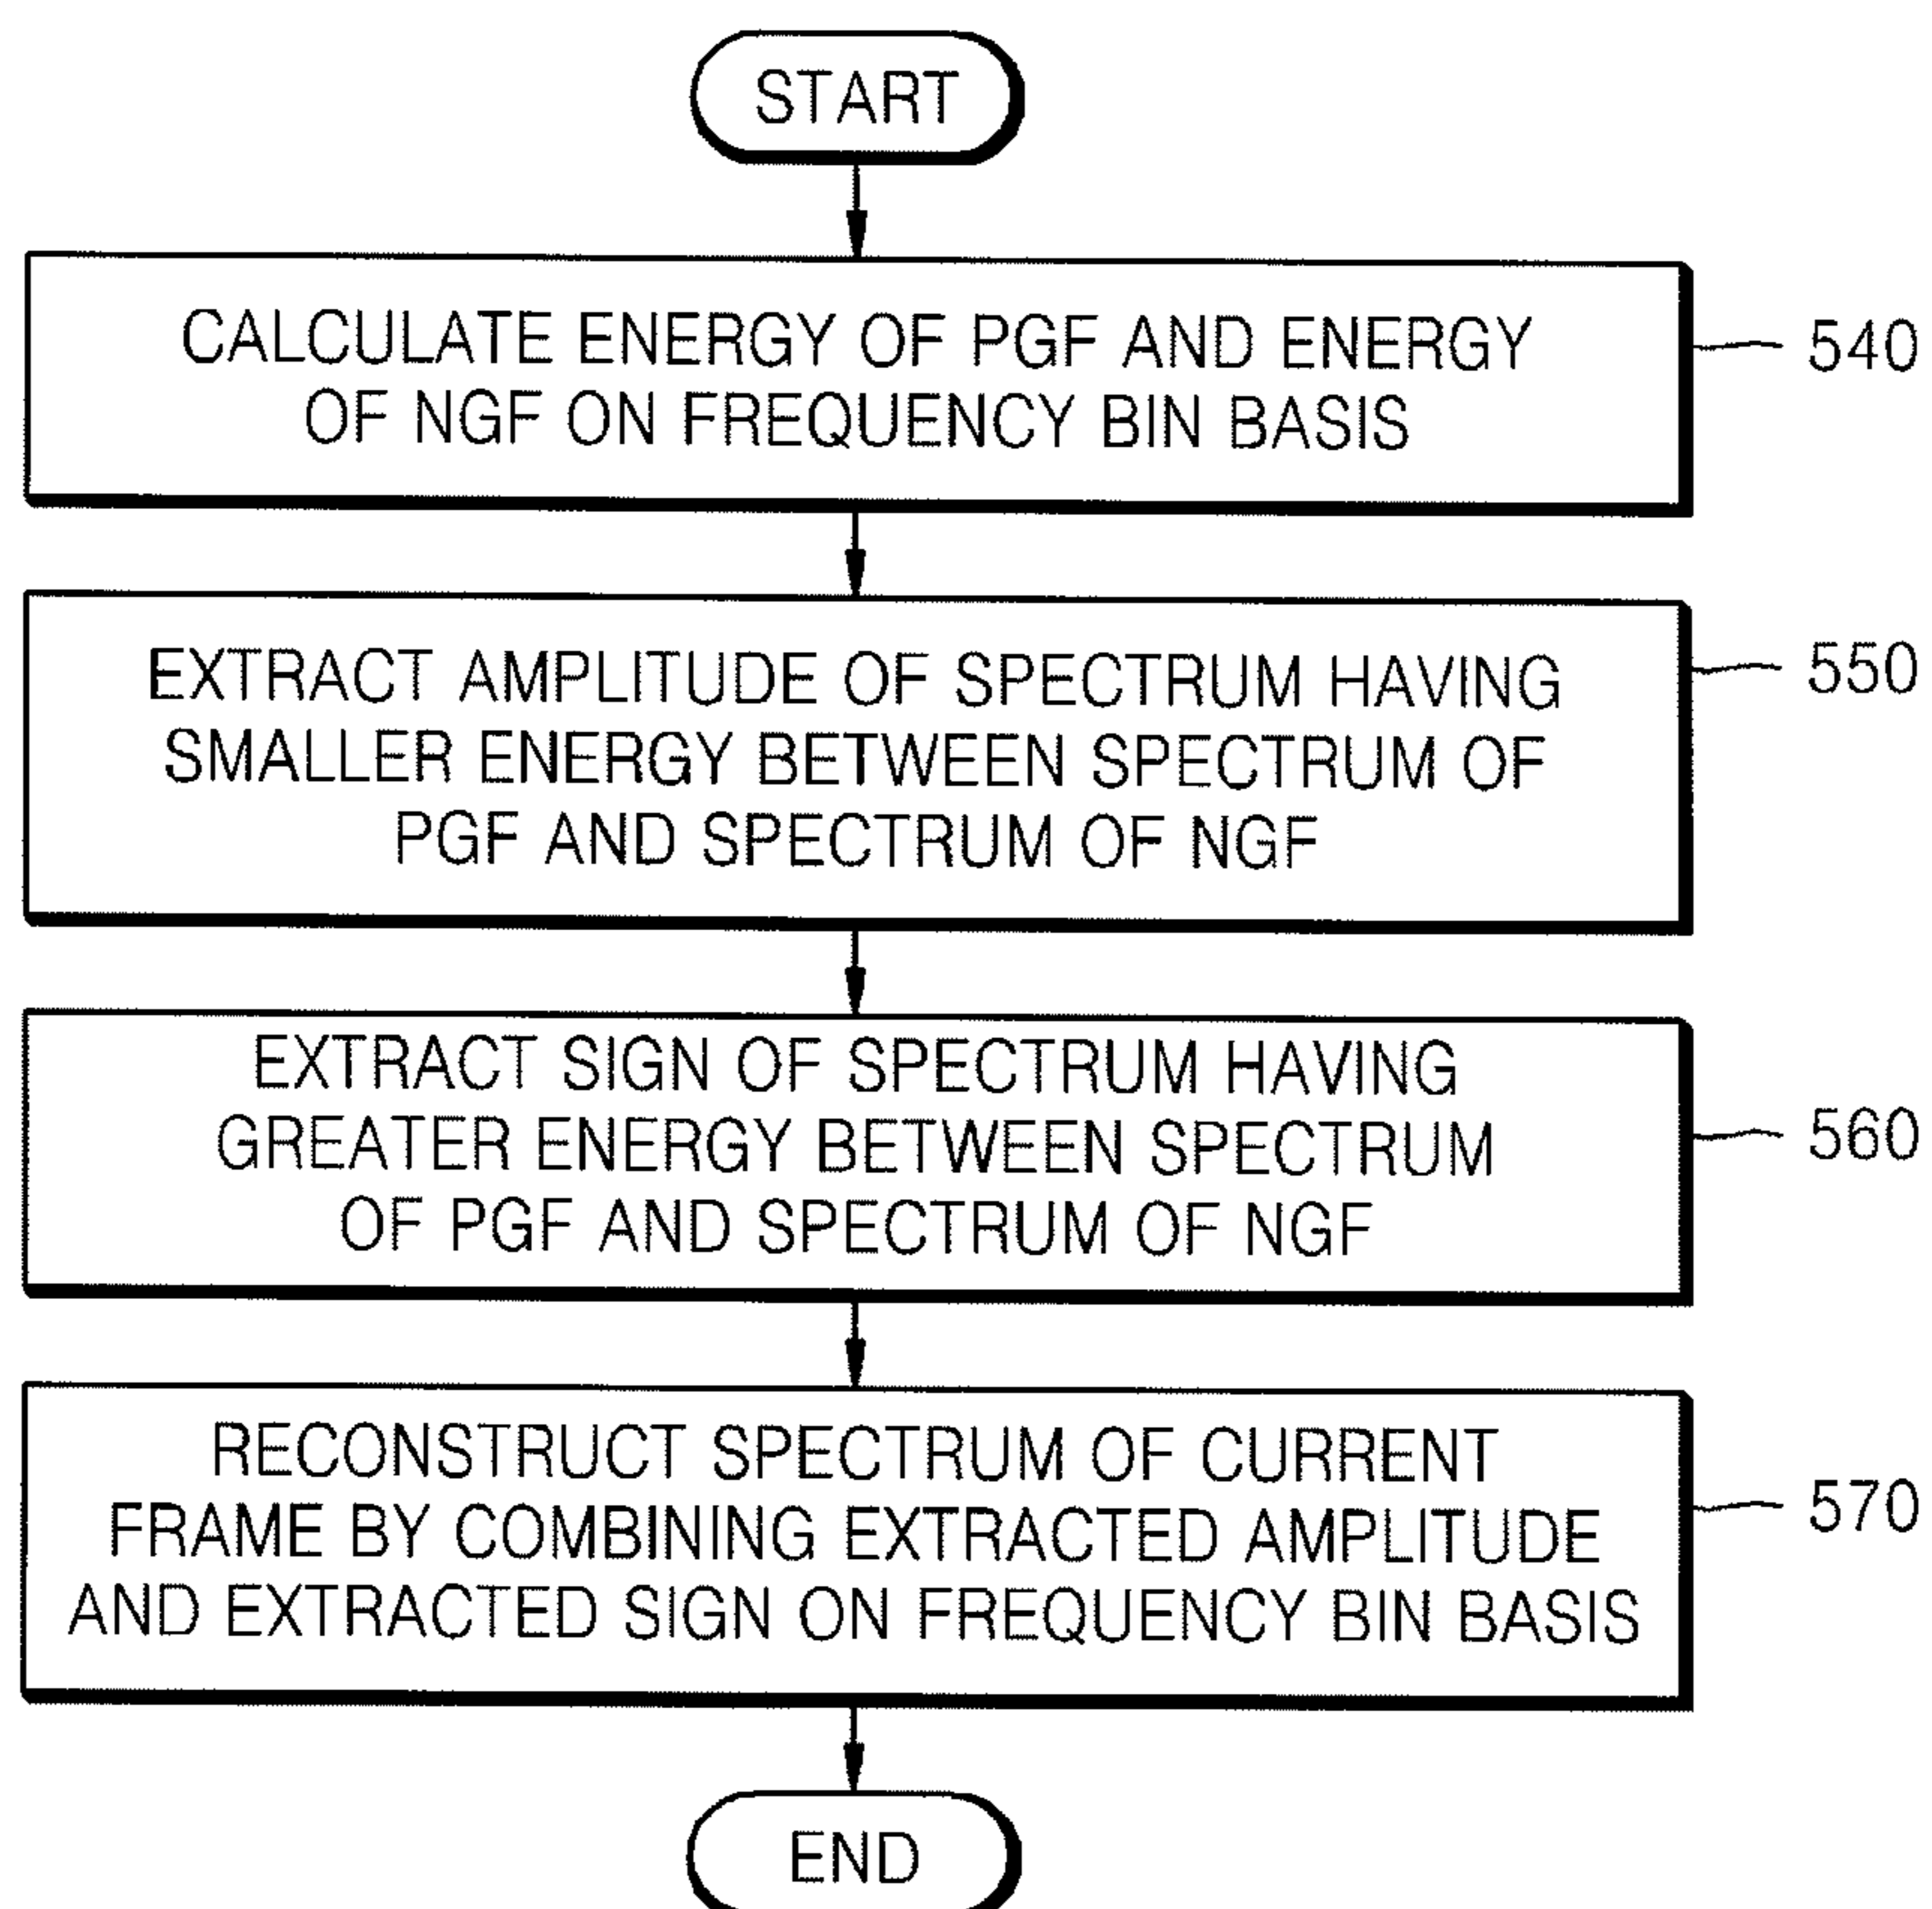 START
CALCULATE ENERGY OF PGF AND ENERGY
OF NGF ON FREQUENCY BIN BASIS
540
EXTRACT AMPLITUDE OF SPECTRUM HAVING
SMALLER ENERGY BETWEEN SPECTRUM OF
PGF AND SPECTRUM OF NGF
550
EXTRACT SIGN OF SPECTRUM HAVING
GREATER ENERGY BETWEEN SPECTRUM
OF PGF AND SPECTRUM OF NGF
560
RECONSTRUCT SPECTRUM OF CURRENT
FRAME BY COMBINING EXTRACTED AMPLITUDE
AND EXTRACTED SIGN ON FREQUENCY BIN BASIS
570
END